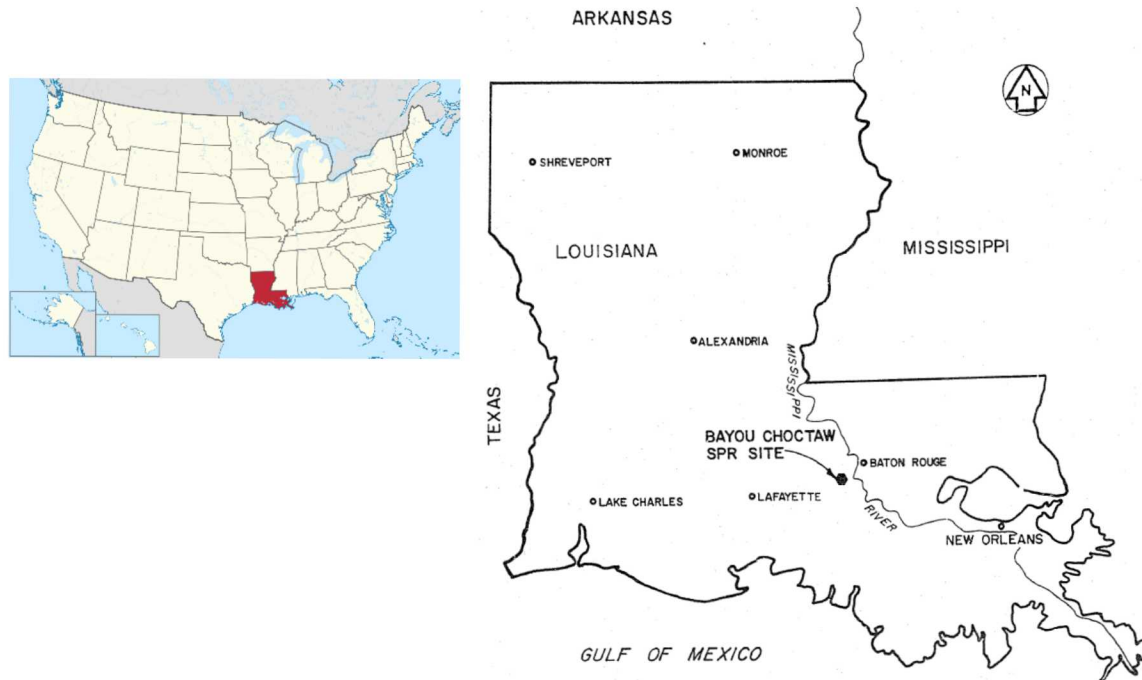 ARKANSAS
N
SHREVEPORT
MONROE
LOUISIANA
MISSISSIPPI
ALEXANDRIA
MISSISSIPPI
TEXAS
BAYOU CHOCTAW
SPR SITE
BATON ROUGE
LAKE CHARLES
LAFAYETTE
RIVER
NEW ORLEANS
GULF OF MEXICO